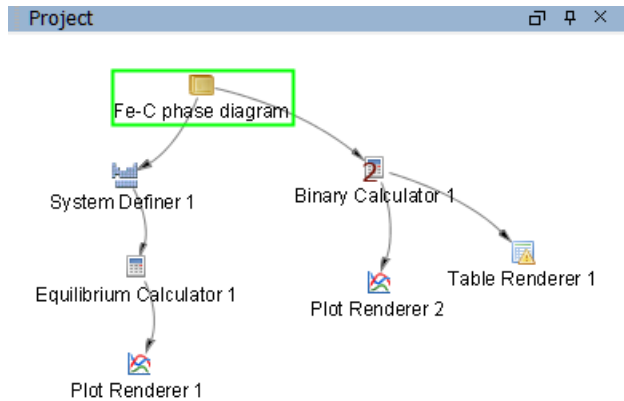 Project
Fe-C phase diagram
System Definer 1
Binary Calculator 1
2
Equilibrium Calculator 1
Table Renderer 1
Plot Renderer 2
Plot Renderer 1